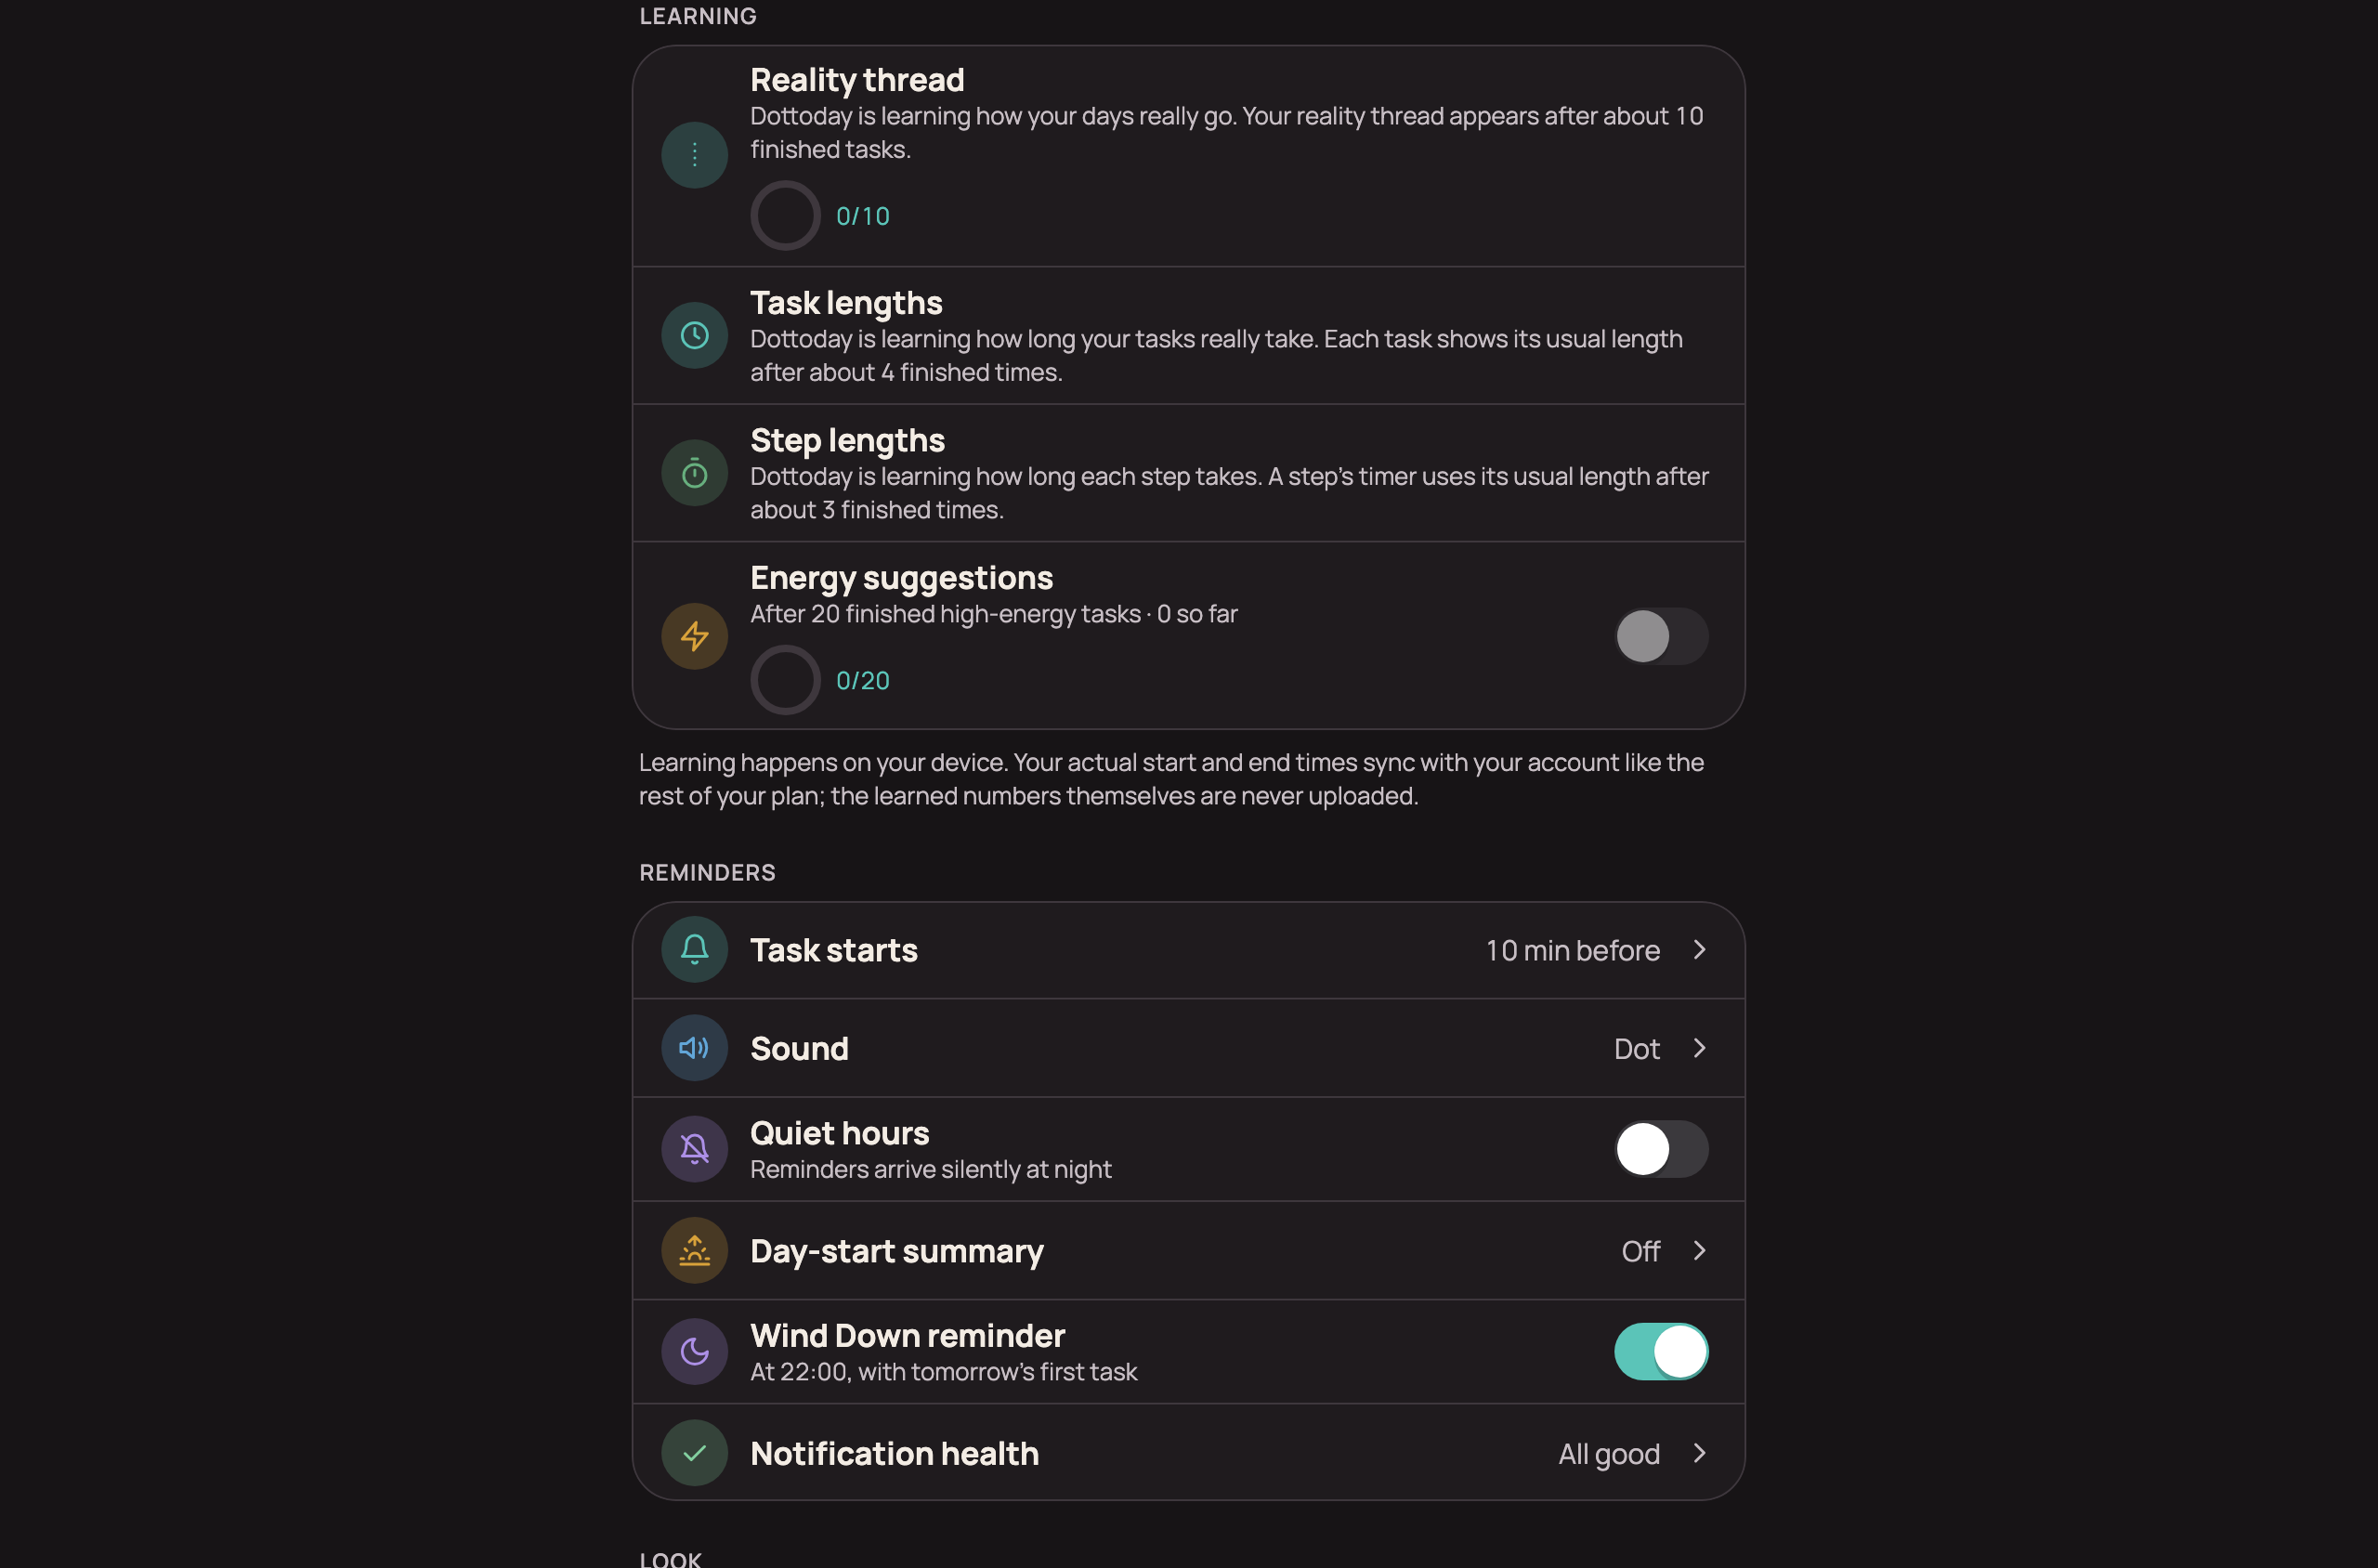 LEARNING
Reality thread
Dottoday is learning how your days really go. Your reality thread appears after about 10
finished tasks.
0/10
Task lengths
Dottoday is learning how long your tasks really take. Each task shows its usual length
after about 4 finished times.
Step lengths
Dottoday is learning how long each step takes. A step’s timer uses its usual length after
about 3 finished times.
Energy suggestions
After 20 finished high-energy tasks · 0 so far
0/20
Learning happens on your device. Your actual start and end times sync with your account like the
rest of your plan; the learned numbers themselves are never uploaded.
REMINDERS
Task starts
10 min before
Sound
Dot
Quiet hours
Reminders arrive silently at night
Day-start summary
Off
Wind Down reminder
At 22:00, with tomorrow’s first task
Notification health
All good
LOOK